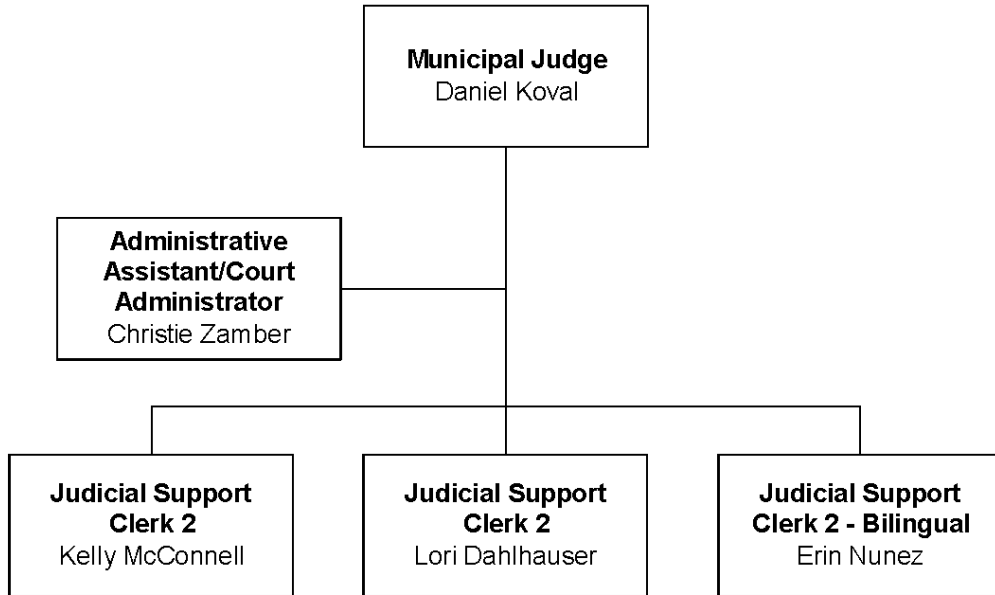 Municipal Judge
Daniel Koval
Administrative
Assistant/Court
Administrator
Christie Zamber
Judicial Support
Clerk 2
Kelly McConnell
Judicial Support
Clerk 2
Lori Dahlhauser
Judicial Support
Clerk 2 - Bilingual
Erin Nunez